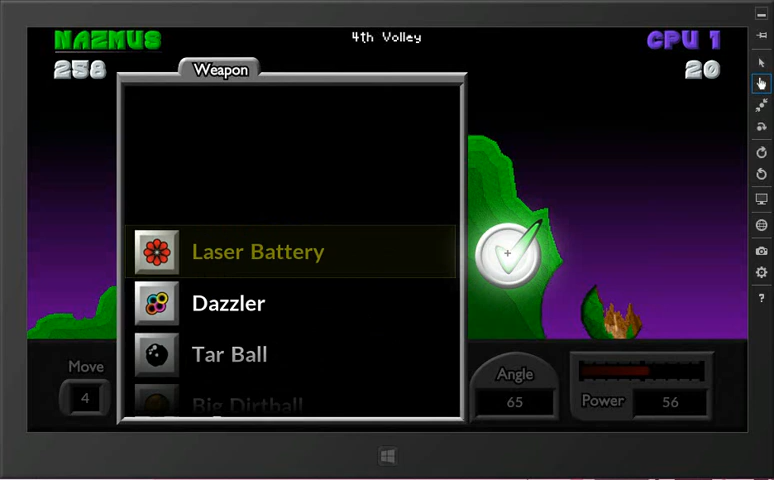 NAZMUS
4th Volley
CPU 1
258
20
Weapon
Laser Battery
Dazzler
Tar Ball
Big Dirtball
Move
4
Angle
65
Power
56
?